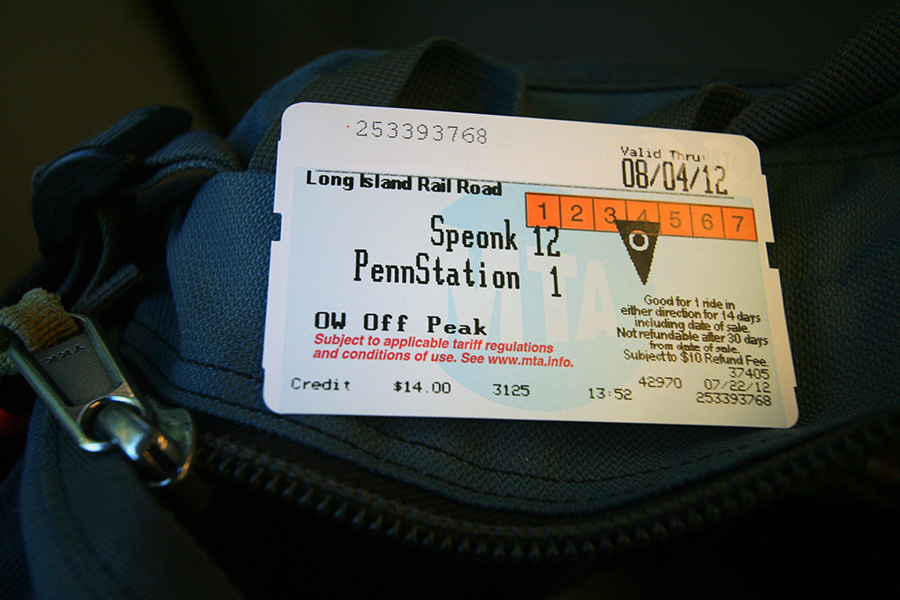 253393768
Valid Thru:
08/04/12
Long Island Rail Road
1 2 3 4 5 6 7
Speonk 12
O
PennStation 1
MTA
Good for 1 ride in
either direction for 14 days
including date of sale.
Not refundable after 30 days
from date of sale.
Subject to $10 Refund Fee.
OW Off Peak
Subject to applicable tariff regulations
and conditions of use. See www.mta.info.
37405
Credit $14.00 3125 13:52 42970 07/22/12
253393768
YKK